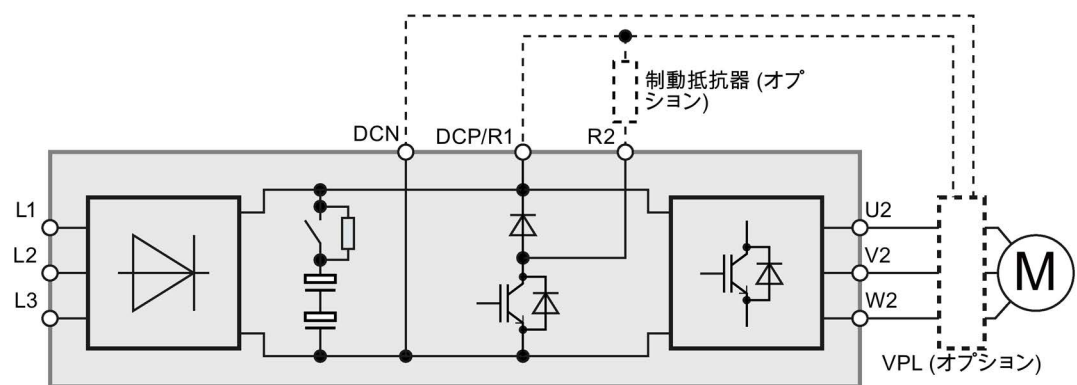 制動抵抗器 (オプ
ション)
DCN
DCP/R1
R2
L1
L2
L3
U2
V2
W2
M
VPL (オプション)